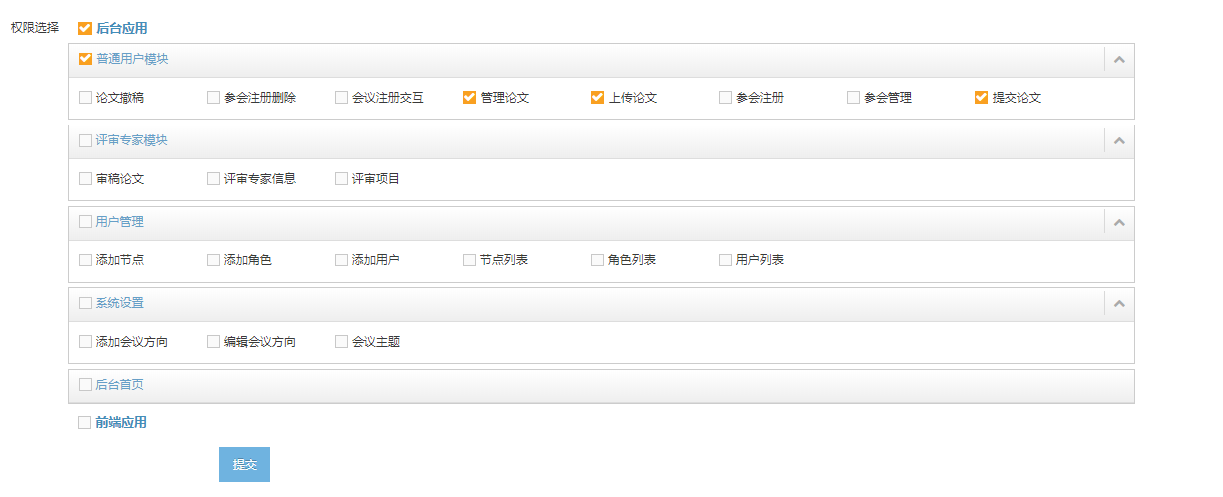 权限选择 后台应用
普通用户模块
论文撤稿 参会注册删除 会议注册交互 管理论文 上传论文 参会注册 参会管理 提交论文
评审专家模块
审稿论文 评审专家信息 评审项目
用户管理
添加节点 添加角色 添加用户 节点列表 角色列表 用户列表
系统设置
添加会议方向 编辑会议方向 会议主题
后台首页
前端应用
提交